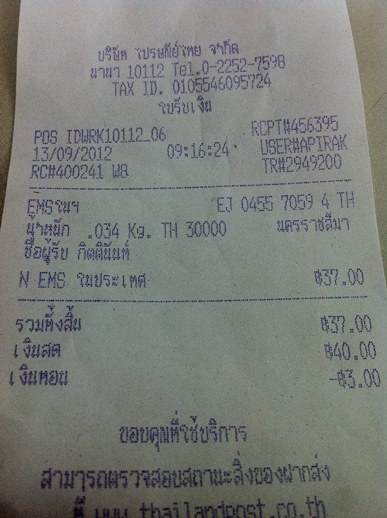 บริษัท ไปรษณีย์ไทย จำกัด
นานา 10112 Tel.0-2252-7598
TAX ID. 0105546095724
ใบรับเงิน
POS IDWRK10112_06 RCPT#456395
13/09/2012 09:16:24 USER#APIRAK
RC#400241 W8 TR#2949200
EMSในฯ EJ 0455 7059 4 TH
น้ำหนัก .034 Kg. TH 30000 นครราชสีมา
ชื่อผู้รับ กิตตินันท์
N EMS ในประเทศ ฿37.00
รวมทั้งสิ้น ฿37.00
เงินสด ฿40.00
เงินทอน -฿3.00
ขอบคุณที่ใช้บริการ
สามารถตรวจสอบสถานะสิ่งของฝากส่ง
ที่ www.thailandpost.co.th